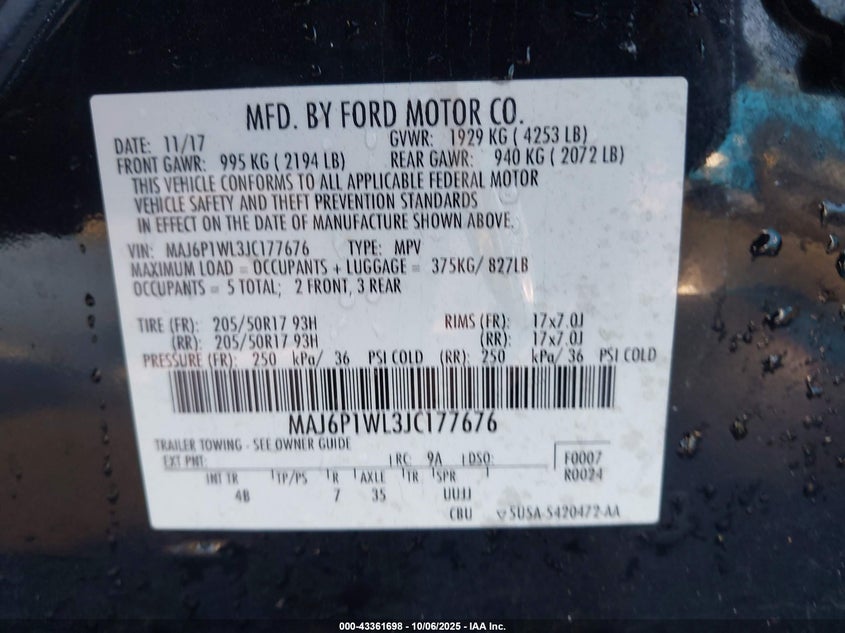 MFD. BY FORD MOTOR CO.
DATE: 11/17 GVWR: 1929 KG ( 4253 LB)
FRONT GAWR: 995 KG ( 2194 LB) REAR GAWR: 940 KG ( 2072 LB)
THIS VEHICLE CONFORMS TO ALL APPLICABLE FEDERAL MOTOR
VEHICLE SAFETY AND THEFT PREVENTION STANDARDS
IN EFFECT ON THE DATE OF MANUFACTURE SHOWN ABOVE.
VIN: MAJ6P1WL3JC177676 TYPE: MPV
MAXIMUM LOAD = OCCUPANTS + LUGGAGE = 375KG/ 827LB
OCCUPANTS = 5 TOTAL; 2 FRONT, 3 REAR
TIRE (FR): 205/50R17 93H RIMS (FR): 17x7.0J
(RR): 205/50R17 93H (RR): 17x7.0J
PRESSURE (FR): 250 kPa/ 36 PSI COLD (RR): 250 kPa/ 36 PSI COLD
MAJ6P1WL3JC177676
TRAILER TOWING - SEE OWNER GUIDE
EXT PNT: RC: 9A DSO: F0007
R0024
INT TR TP/PS R AXLE TR SPR
4B 7 35 UUJJ
CBU SUSA-5420472-AA
000-43361698 - 10/06/2025 - IAA Inc.